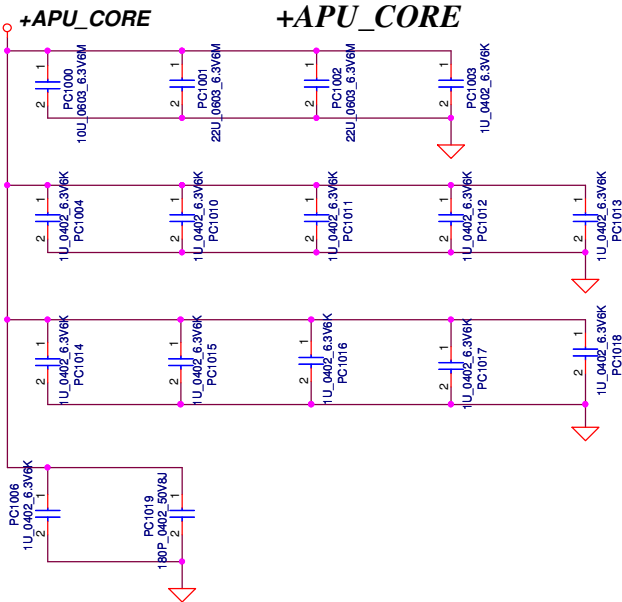 +APU_CORE
+APU_CORE
1
2
PC1000
10U_0603_6.3V6M
1
2
PC1001
22U_0603_6.3V6M
1
2
PC1002
22U_0603_6.3V6M
1
2
PC1003
1U_0402_6.3V6K
1
2
1U_0402_6.3V6K
PC1004
1
2
1U_0402_6.3V6K
PC1010
1
2
1U_0402_6.3V6K
PC1011
1
2
1U_0402_6.3V6K
PC1012
1
2
1U_0402_6.3V6K
PC1013
1
2
1U_0402_6.3V6K
PC1014
1
2
1U_0402_6.3V6K
PC1015
1
2
1U_0402_6.3V6K
PC1016
1
2
1U_0402_6.3V6K
PC1017
1
2
1U_0402_6.3V6K
PC1018
PC1006
1U_0402_6.3V6K
1
2
PC1019
180P_0402_50V8J
1
2